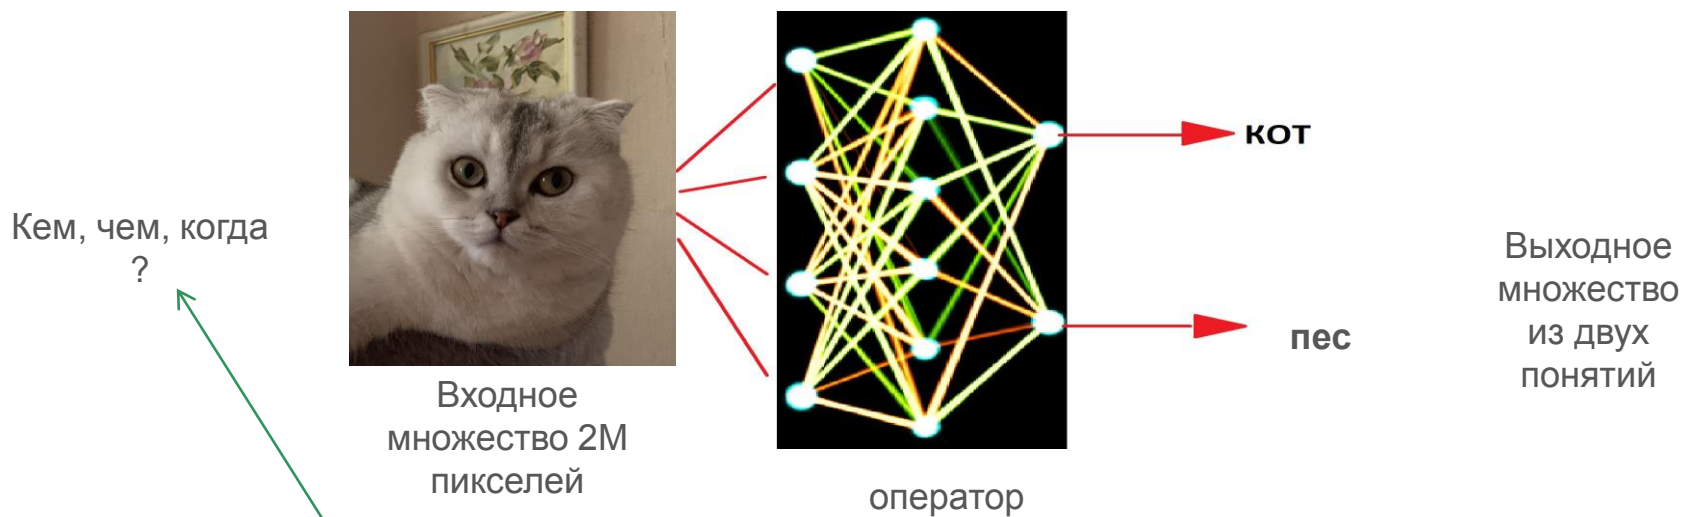 Кем, чем, когда
?
Входное
множество 2М
пикселей
оператор
кот
пес
Выходное
множество
из двух
понятий